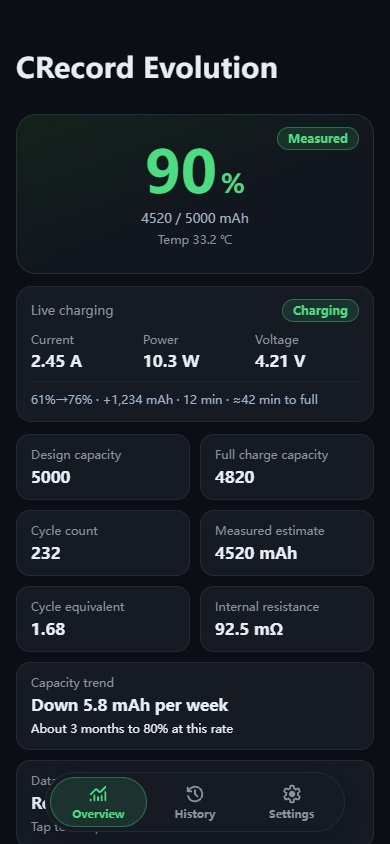 CRecord Evolution
Measured
90%
4520 / 5000 mAh
Temp 33.2 ℃
Live charging
Charging
Current
Power
Voltage
2.45 A
10.3 W
4.21 V
61%→76% · +1,234 mAh · 12 min · ≈42 min to full
Design capacity
Full charge capacity
5000
4820
Cycle count
Measured estimate
232
4520 mAh
Cycle equivalent
Internal resistance
1.68
92.5 mΩ
Capacity trend
Down 5.8 mAh per week
About 3 months to 80% at this rate
Tap
Overview
History
Settings